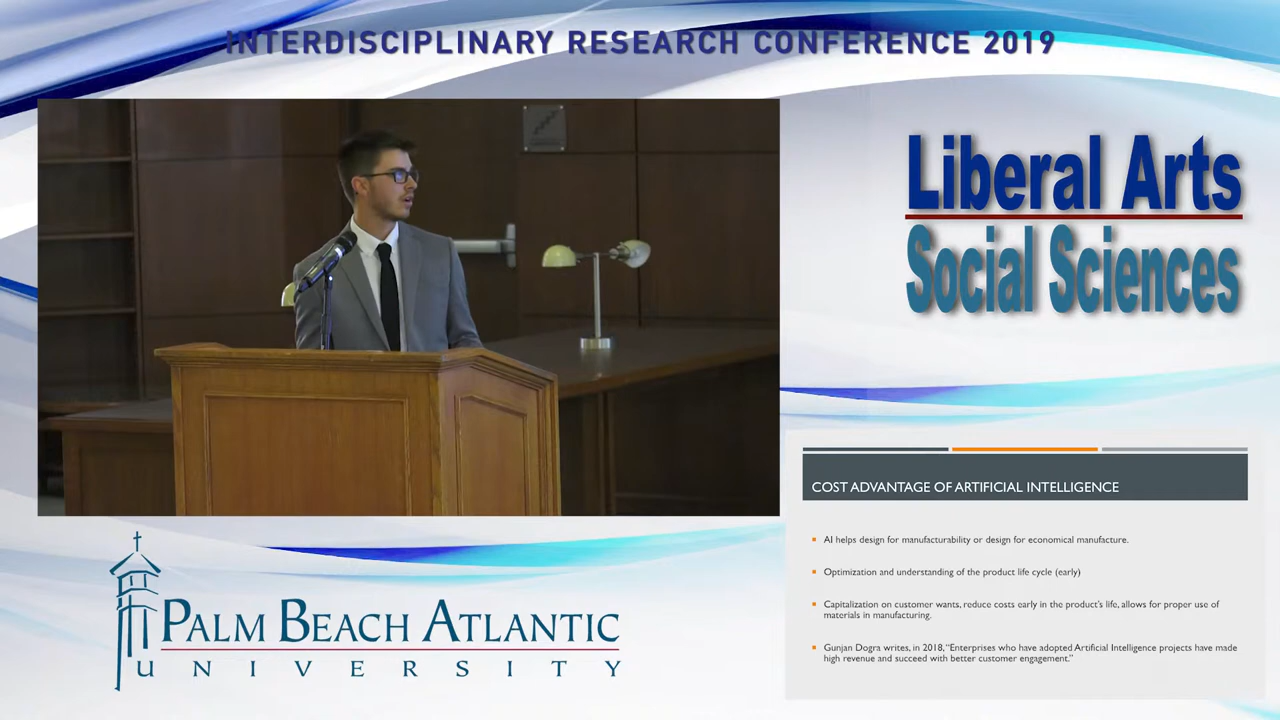 INTERDISCIPLINARY RESEARCH CONFERENCE 2019
Liberal Arts
Social Sciences
COST ADVANTAGE OF ARTIFICIAL INTELLIGENCE
AI helps design for manufacturability or design for economical manufacture.
Optimization and understanding of the product life cycle (early)
Capitalization on customer wants, reduce costs early in the product's life, allows for proper use of
materials in manufacturing.
Gunjan Dogra writes, in 2018, "Enterprises who have adopted Artificial Intelligence projects have made
high revenue and succeed with better customer engagement."
PALM BEACH ATLANTIC
UNIVERSITY